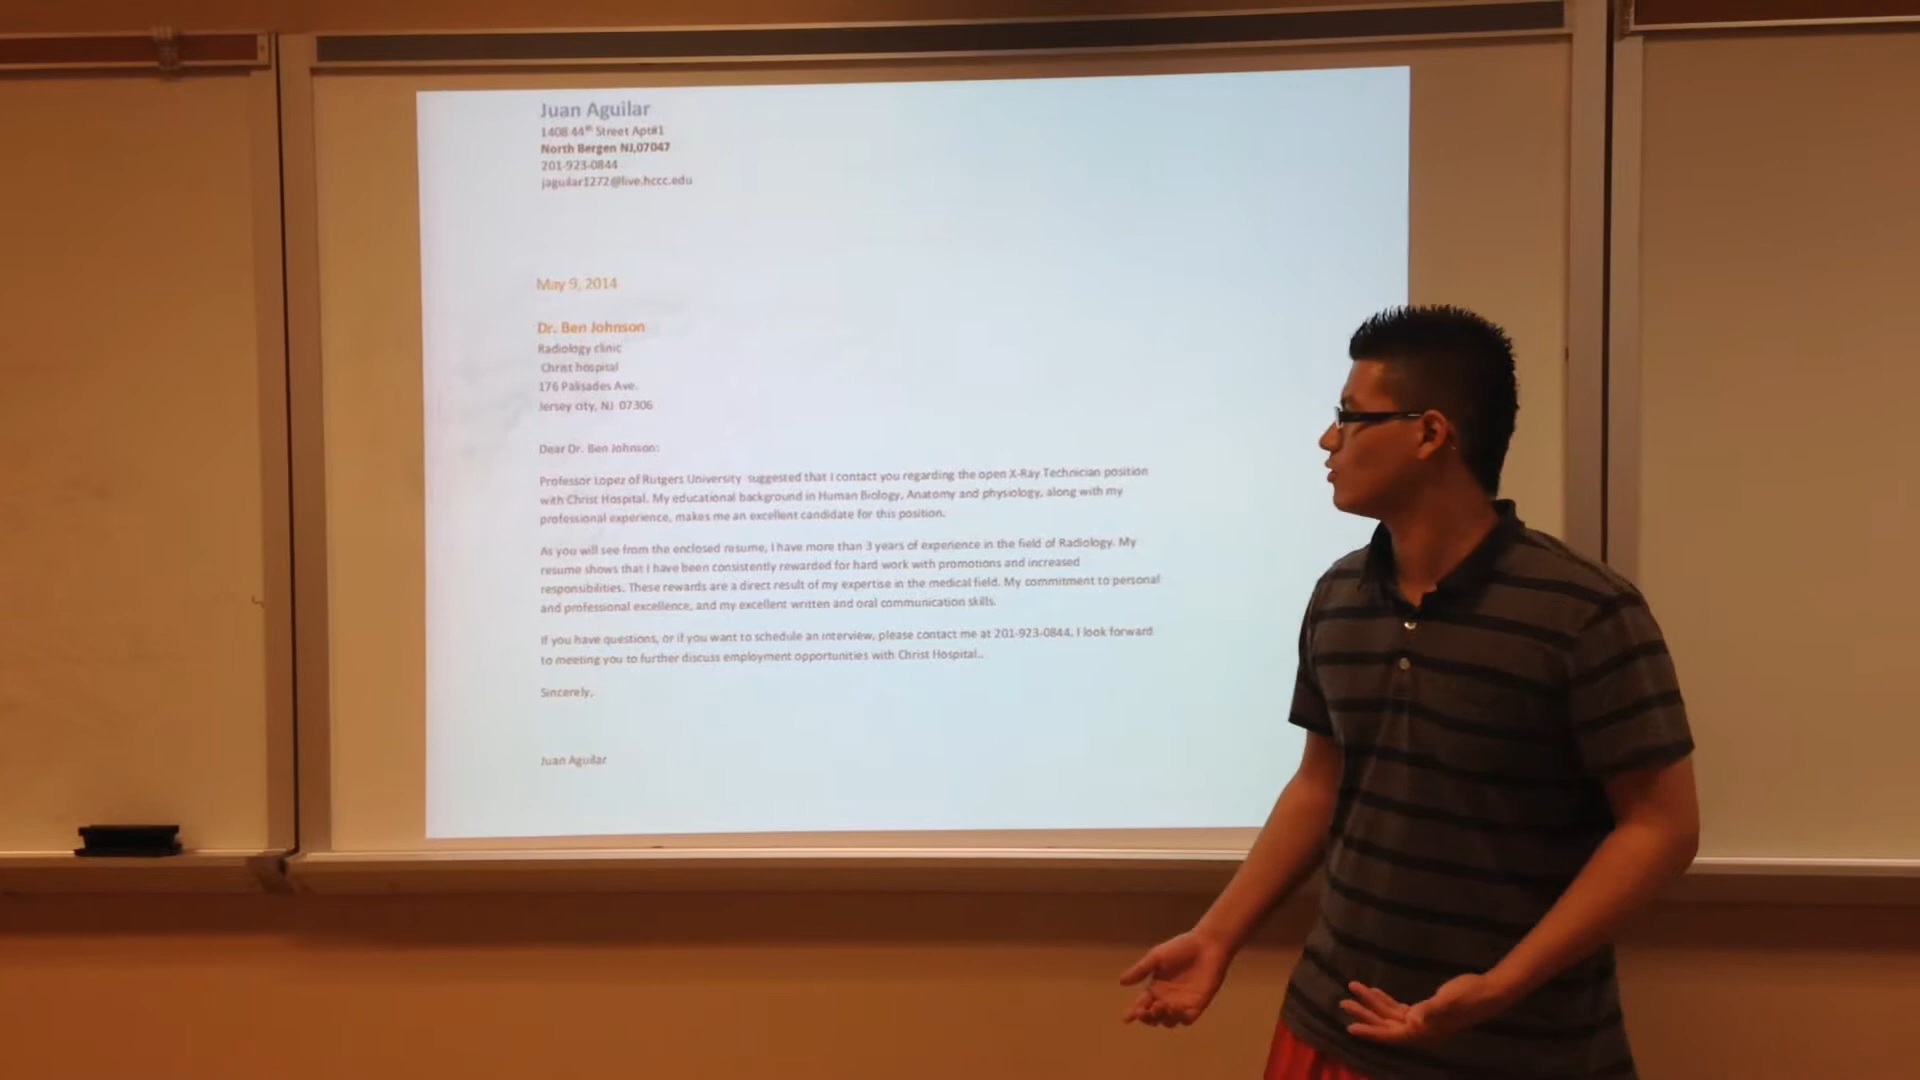 Juan Aguilar
1408 44th Street Apt#1
North Bergen NJ,07047
201-923-0844
jaguilar1272@live.hccc.edu
May 9, 2014
Dr. Ben Johnson
Radiology clinic
Christ hospital
176 Palisades Ave.
Jersey city, NJ 07306
Dear Dr. Ben Johnson:
Professor Lopez of Rutgers University suggested that I contact you regarding the open X-Ray Technician position
with Christ Hospital. My educational background in Human Biology, Anatomy and physiology, along with my
professional experience, makes me an excellent candidate for this position.
As you will see from the enclosed resume, I have more than 3 years of experience in the field of Radiology. My
resume shows that I have been consistently rewarded for hard work with promotions and increased
responsibilities. These rewards are a direct result of my expertise in the medical field. My commitment to personal
and professional excellence, and my excellent written and oral communication skills.
If you have questions, or if you want to schedule an interview, please contact me at 201-923-0844. I look forward
to meeting you to further discuss employment opportunities with Christ Hospital..
Sincerely,
Juan Aguilar